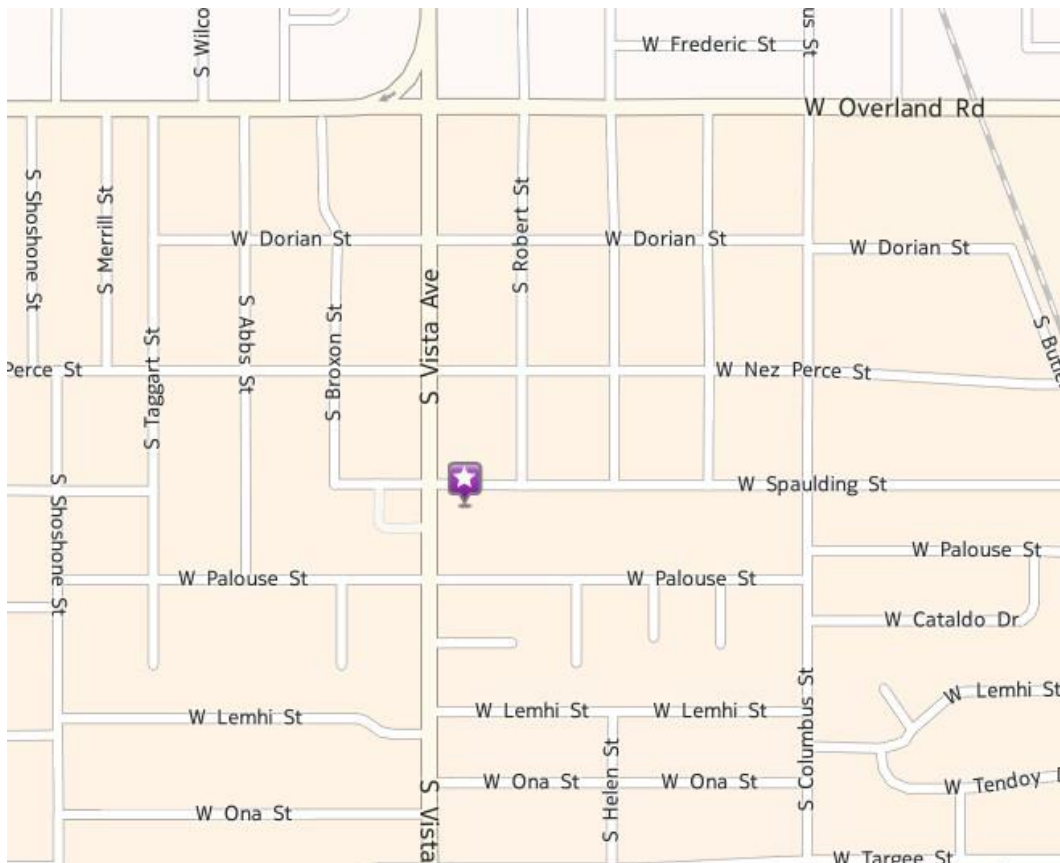 S Wilco
W Frederic St
ns St
W Overland Rd
S Shoshone St
S Merrill St
S Robert St
W Dorian St
W Dorian St
W Dorian St
S Vista Ave
S Abbs St
S Broxon St
S Taggart St
S Butle
Perce St
W Nez Perce St
W Spaulding St
S Shoshone St
W Palouse St
W Palouse St
W Palouse St
W Cataldo Dr
W Lemhi St
W Lemhi St
W Lemhi St
W Lemhi St
S Columbus St
S Helen St
W Ona St
W Ona St
W Tendoy D
S Vista
W Ona St
W Targee St